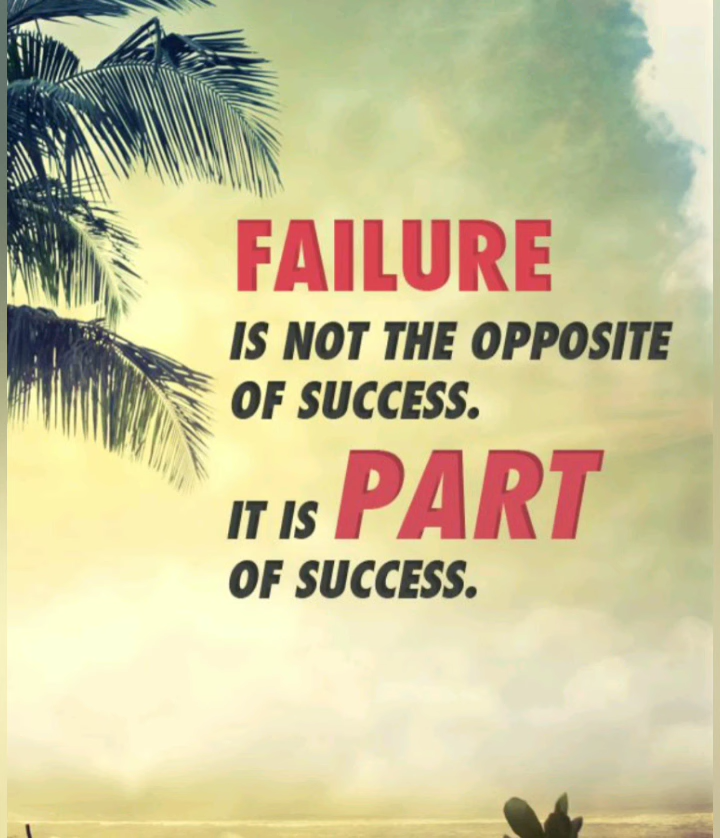 FAILURE
IS NOT THE OPPOSITE
OF SUCCESS.
IT IS PART
OF SUCCESS.